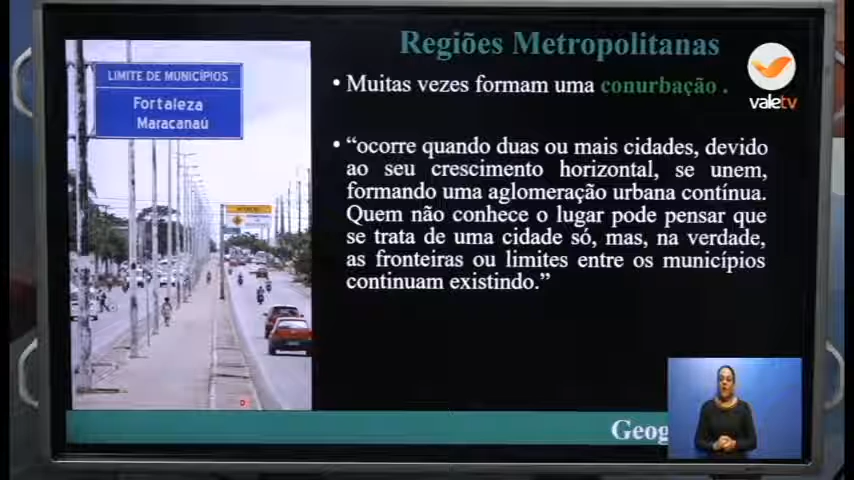 Regiões Metropolitanas
LIMITE DE MUNICÍPIOS
Fortaleza
Maracanaú
• Muitas vezes formam uma conurbação .
valetv
• “ocorre quando duas ou mais cidades, devido
ao seu crescimento horizontal, se unem,
formando uma aglomeração urbana contínua.
Quem não conhece o lugar pode pensar que
se trata de uma cidade só, mas, na verdade,
as fronteiras ou limites entre os municípios
continuam existindo.”
Geog